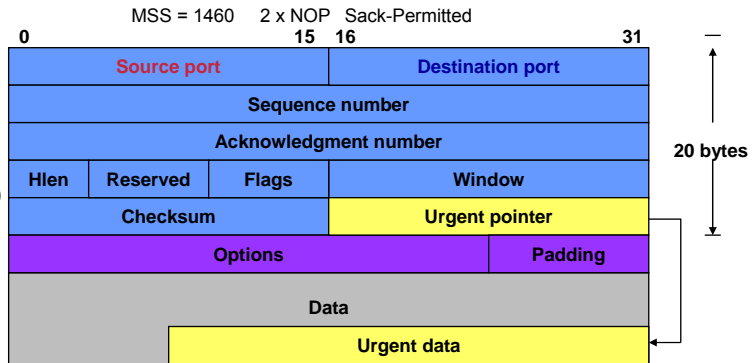 MSS = 1460 2 x NOP Sack-Permitted
0 15 16 31
Source port Destination port
Sequence number
Acknowledgment number
20 bytes
Hlen Reserved Flags Window
)
Checksum Urgent pointer
Options Padding
Data
Urgent data